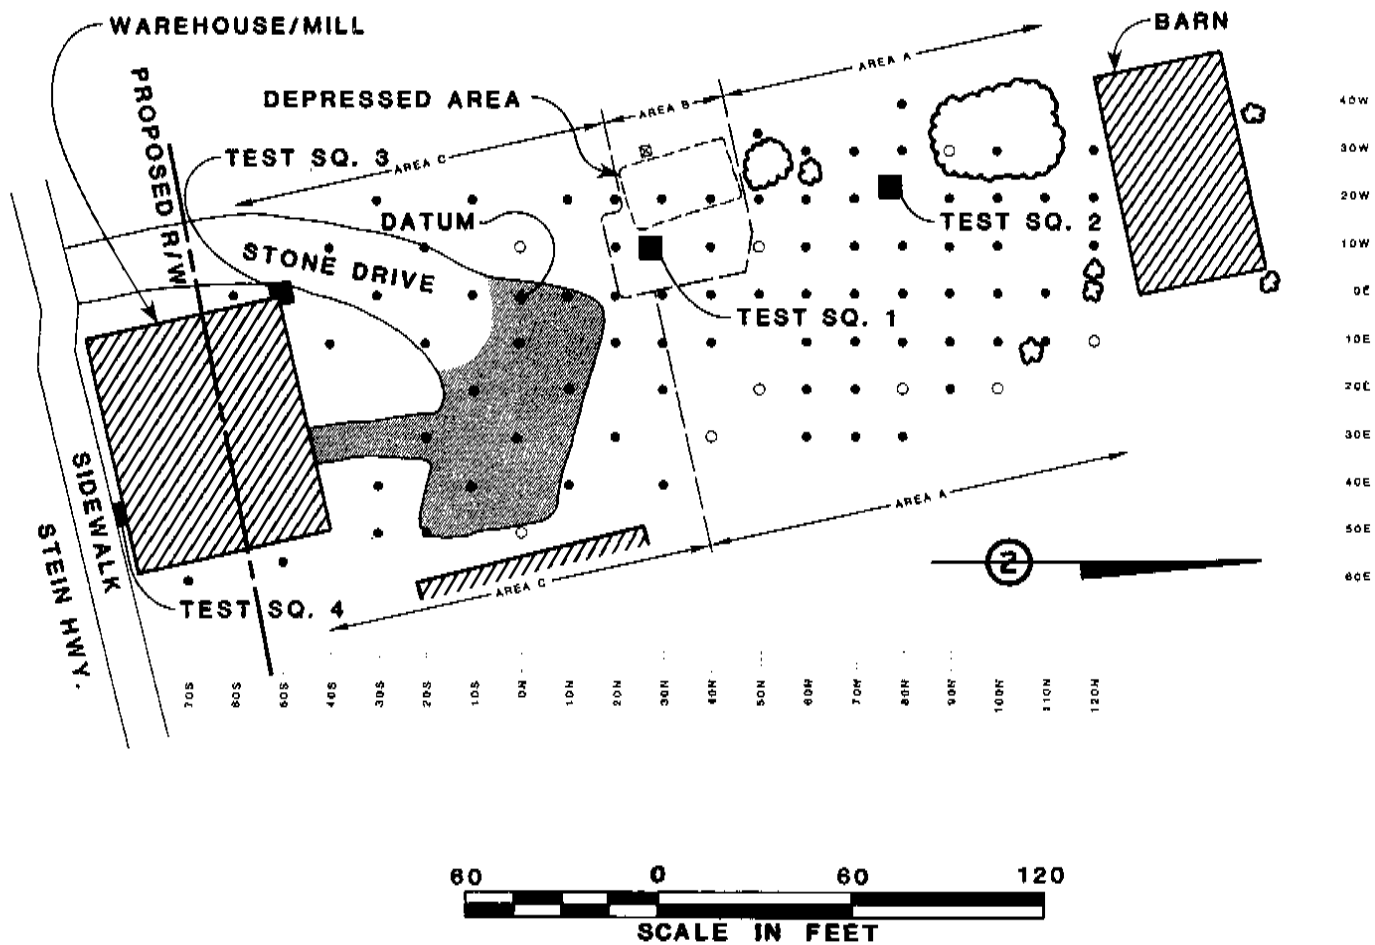 WAREHOUSE/MILL
BARN
AREA A
PROPOSED R/W
DEPRESSED AREA
AREA B
40W
TEST SQ. 3
AREA C
30W
20W
DATUM
TEST SQ. 2
10W
STONE DRIVE
0E
TEST SQ. 1
10E
20E
30E
SIDEWALK
40E
AREA A
50E
STEIN HWY.
2
60E
AREA C
TEST SQ. 4
70S
60S
50S
40S
30S
20S
10S
0N
10N
20N
30N
40N
50N
60N
70N
80N
90N
100N
110N
120N
60 0 60 120
SCALE IN FEET